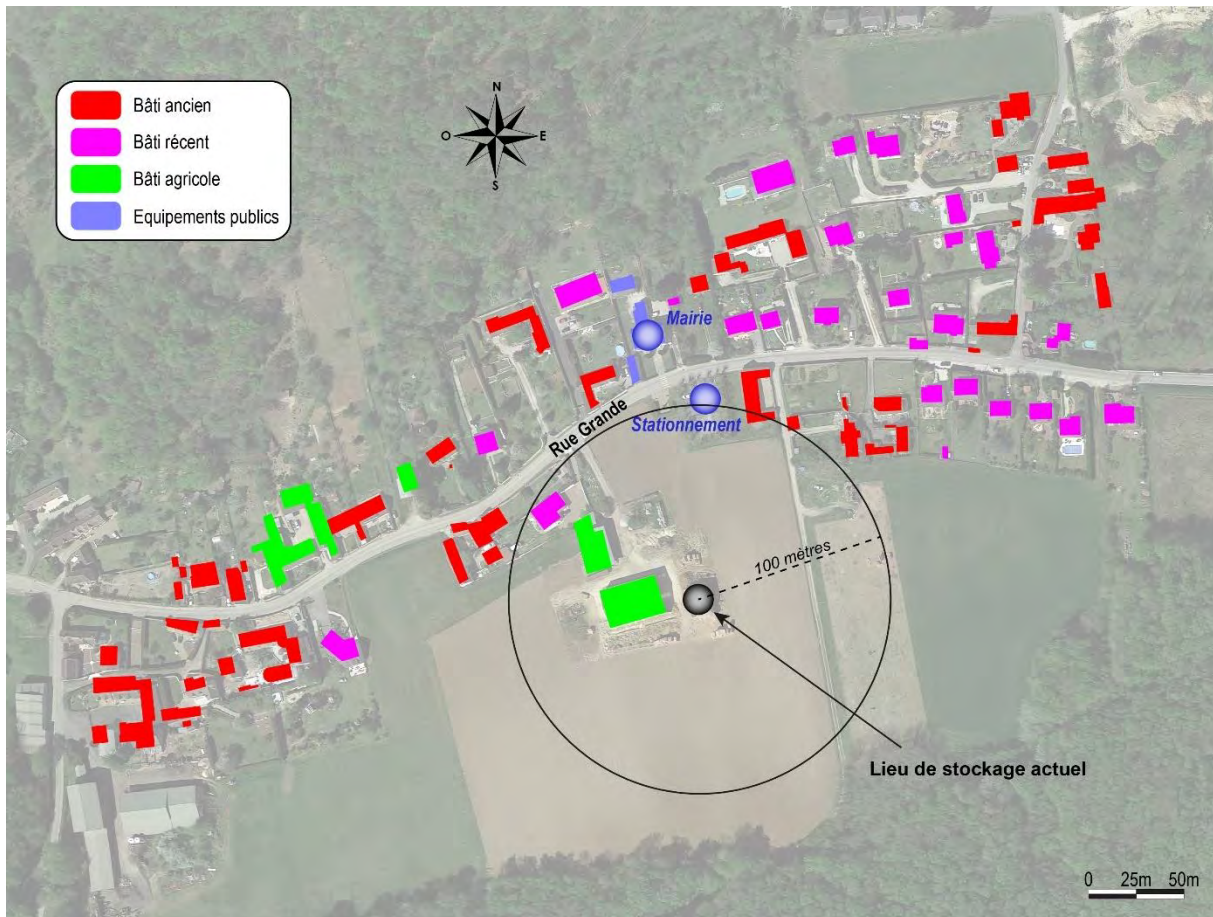 Bâti ancien
Bâti récent
Bâti agricole
Equipements publics
N
O
E
S
Mairie
Stationnement
Rue Grande
100 mètres
Lieu de stockage actuel
0 25m 50m